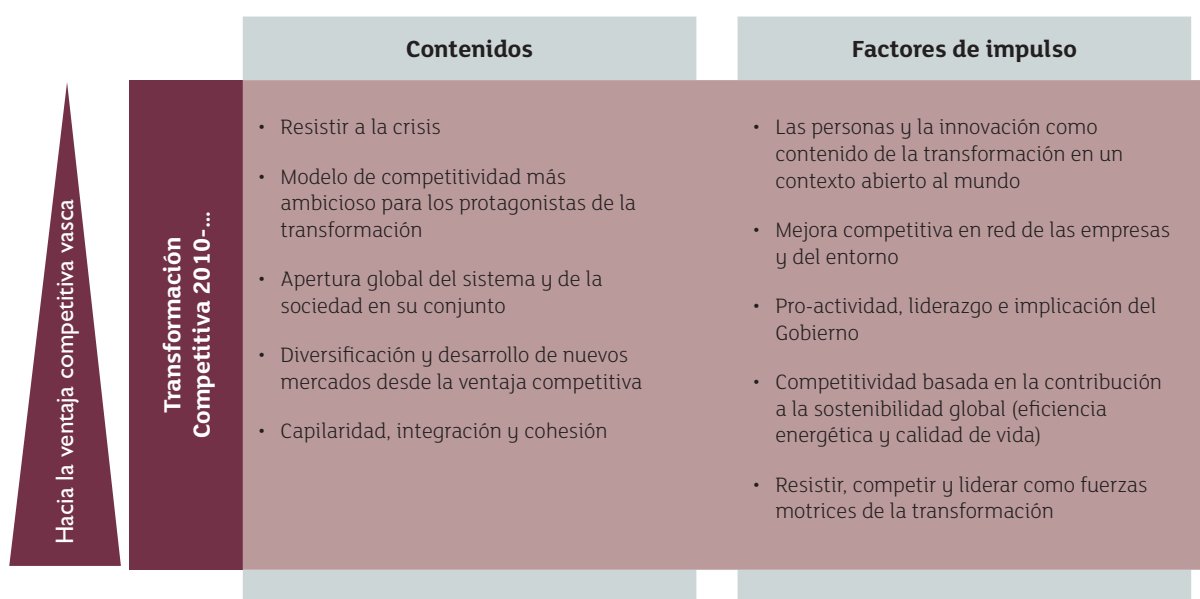 Contenidos
Factores de impulso
Hacia la ventaja competitiva vasca
Transformación
Competitiva 2010-...
• Resistir a la crisis
• Modelo de competitividad más
ambicioso para los protagonistas de la
transformación
• Apertura global del sistema y de la
sociedad en su conjunto
• Diversificación y desarrollo de nuevos
mercados desde la ventaja competitiva
• Capilaridad, integración y cohesión
• Las personas y la innovación como
contenido de la transformación en un
contexto abierto al mundo
• Mejora competitiva en red de las empresas
y del entorno
• Pro-actividad, liderazgo e implicación del
Gobierno
• Competitividad basada en la contribución
a la sostenibilidad global (eficiencia
energética y calidad de vida)
• Resistir, competir y liderar como fuerzas
motrices de la transformación